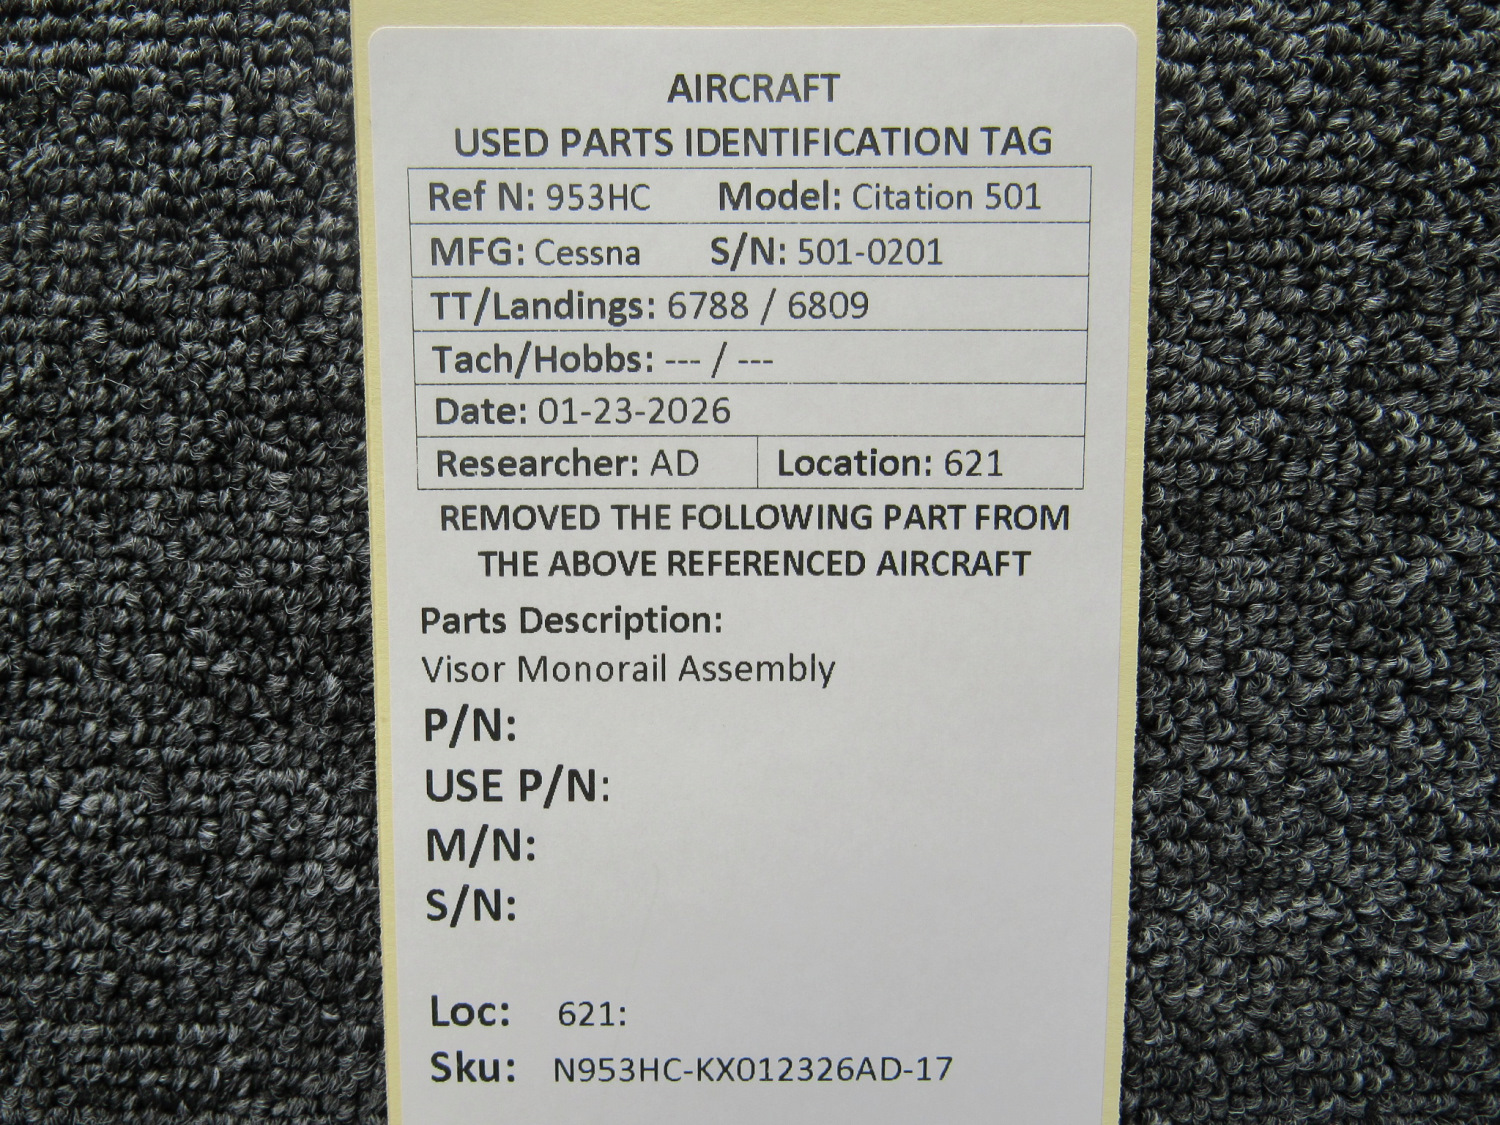 AIRCRAFT
USED PARTS IDENTIFICATION TAG
Ref N: 953HC Model: Citation 501
MFG: Cessna S/N: 501-0201
TT/Landings: 6788 / 6809
Tach/Hobbs: --- / ---
Date: 01-23-2026
Researcher: AD Location: 621
REMOVED THE FOLLOWING PART FROM
THE ABOVE REFERENCED AIRCRAFT
Parts Description:
Visor Monorail Assembly
P/N:
USE P/N:
M/N:
S/N:
Loc: 621:
Sku: N953HC-KX012326AD-17